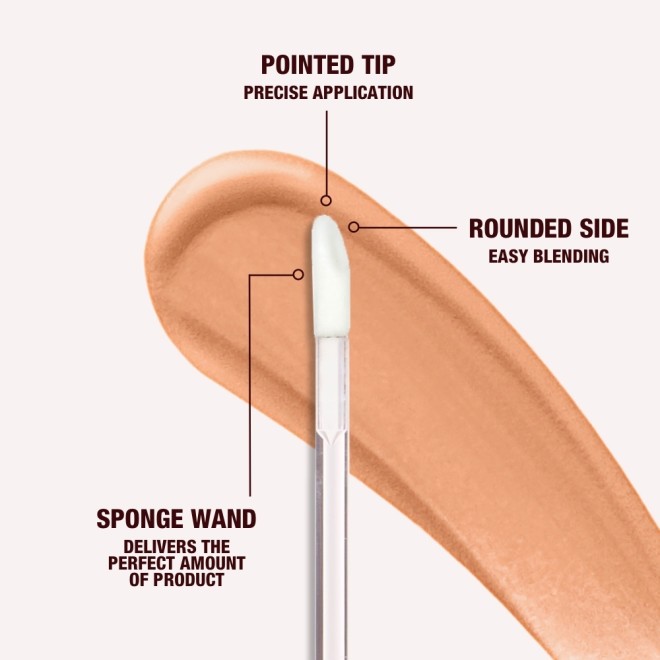 POINTED TIP
PRECISE APPLICATION
ROUNDED SIDE
EASY BLENDING
SPONGE WAND
DELIVERS THE
PERFECT AMOUNT
OF PRODUCT